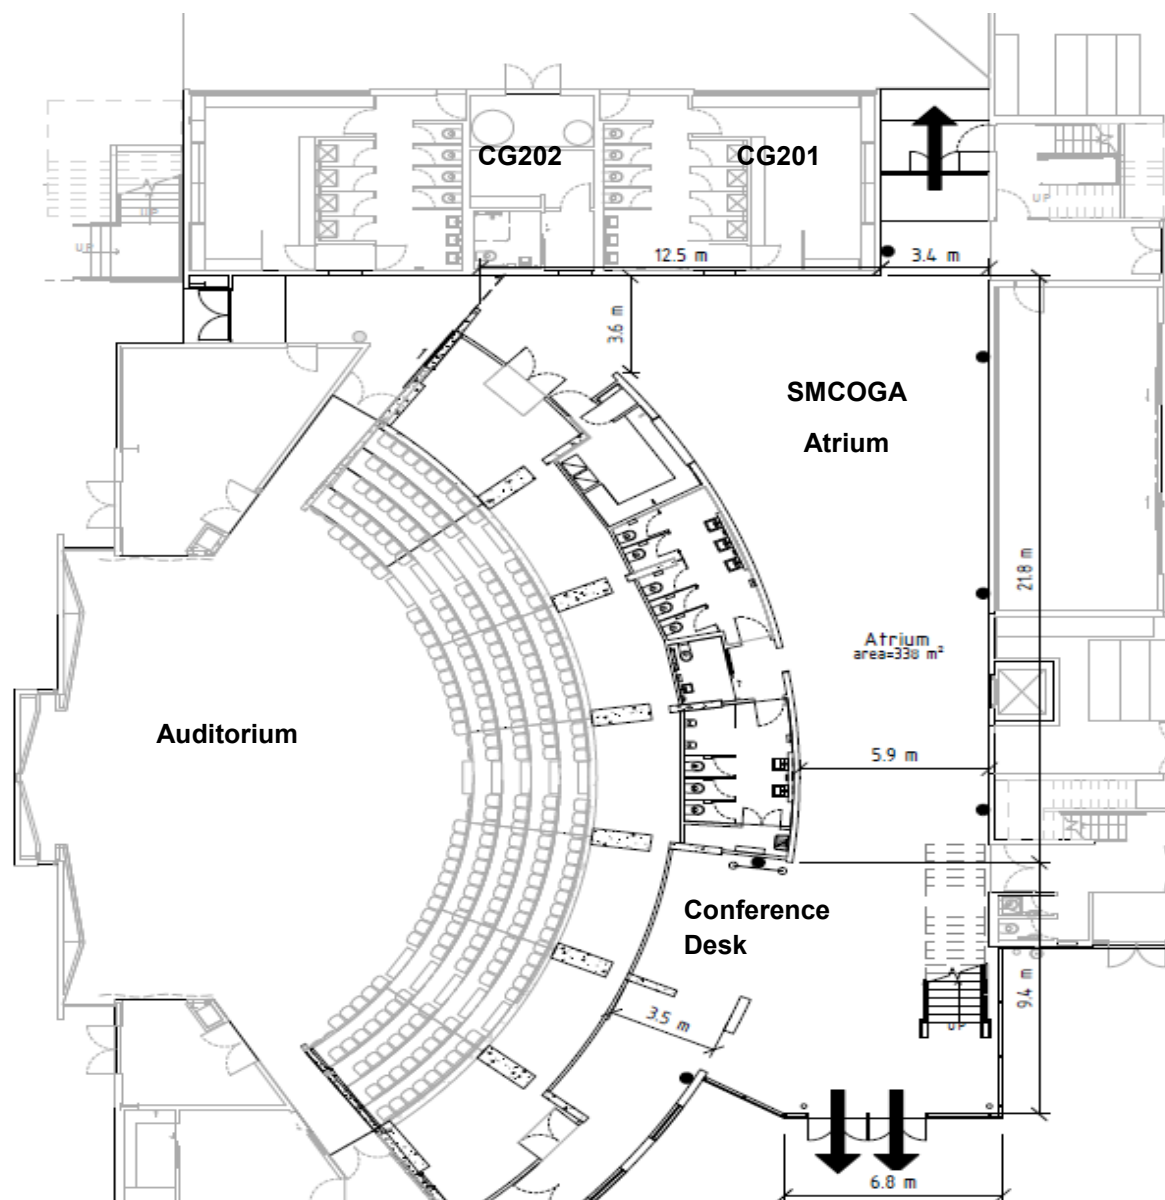 CG202
CG201
UP
UP
UP
12.5 m
3.4 m
3.6 m
SMCOGA
Atrium
21.8 m
Atrium
area=338 m²
Auditorium
5.9 m
Conference
Desk
3.5 m
UP
9.4 m
6.8 m